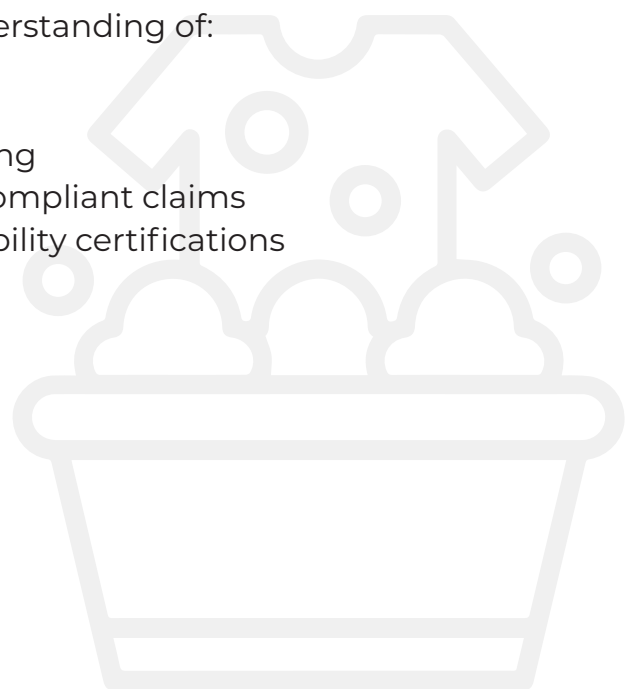 erstanding of:
ng
ompliant claims
bility certifications